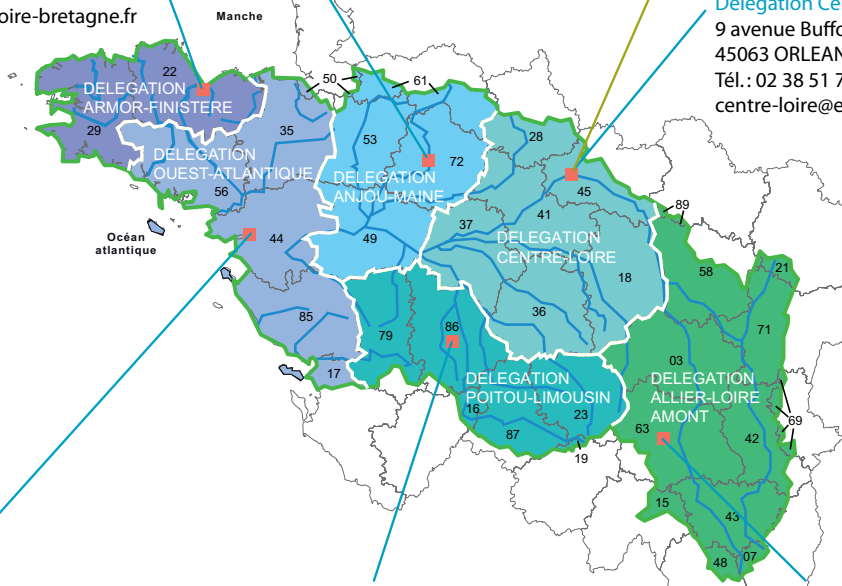 oire-bretagne.fr
Manche
9 avenue Buffo
45063 ORLEAN
Tél.: 02 38 51 7
centre-loire@e
22
DELEGATION
ARMOR-FINISTERE
29
50
61
35
53
28
DELEGATION
OUEST-ATLANTIQUE
72
DELEGATION
ANJOU-MAINE
56
45
89
41
37
Océan
atlantique
44
49
DELEGATION
CENTRE-LOIRE
58
21
18
85
36
79
86
71
17
03
DELEGATION
POITOU-LIMOUSIN
DELEGATION
ALLIER-LOIRE
AMONT
16
23
63
69
87
42
19
15
43
48
07